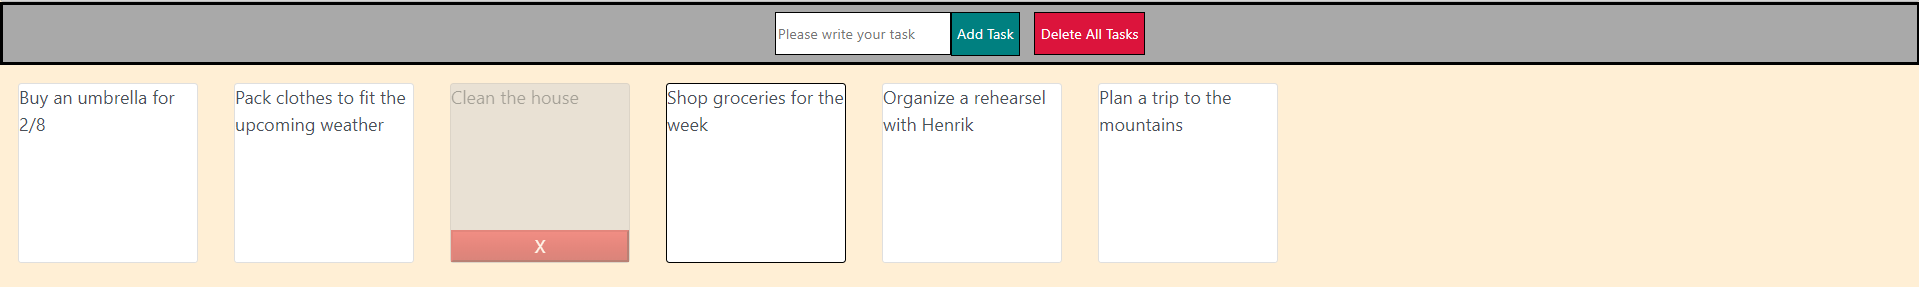 Please write your task Add Task Delete All Tasks
Buy an umbrella for
2/8
Pack clothes to fit the
upcoming weather
Clean the house
X
Shop groceries for the
week
Organize a rehearsel
with Henrik
Plan a trip to the
mountains